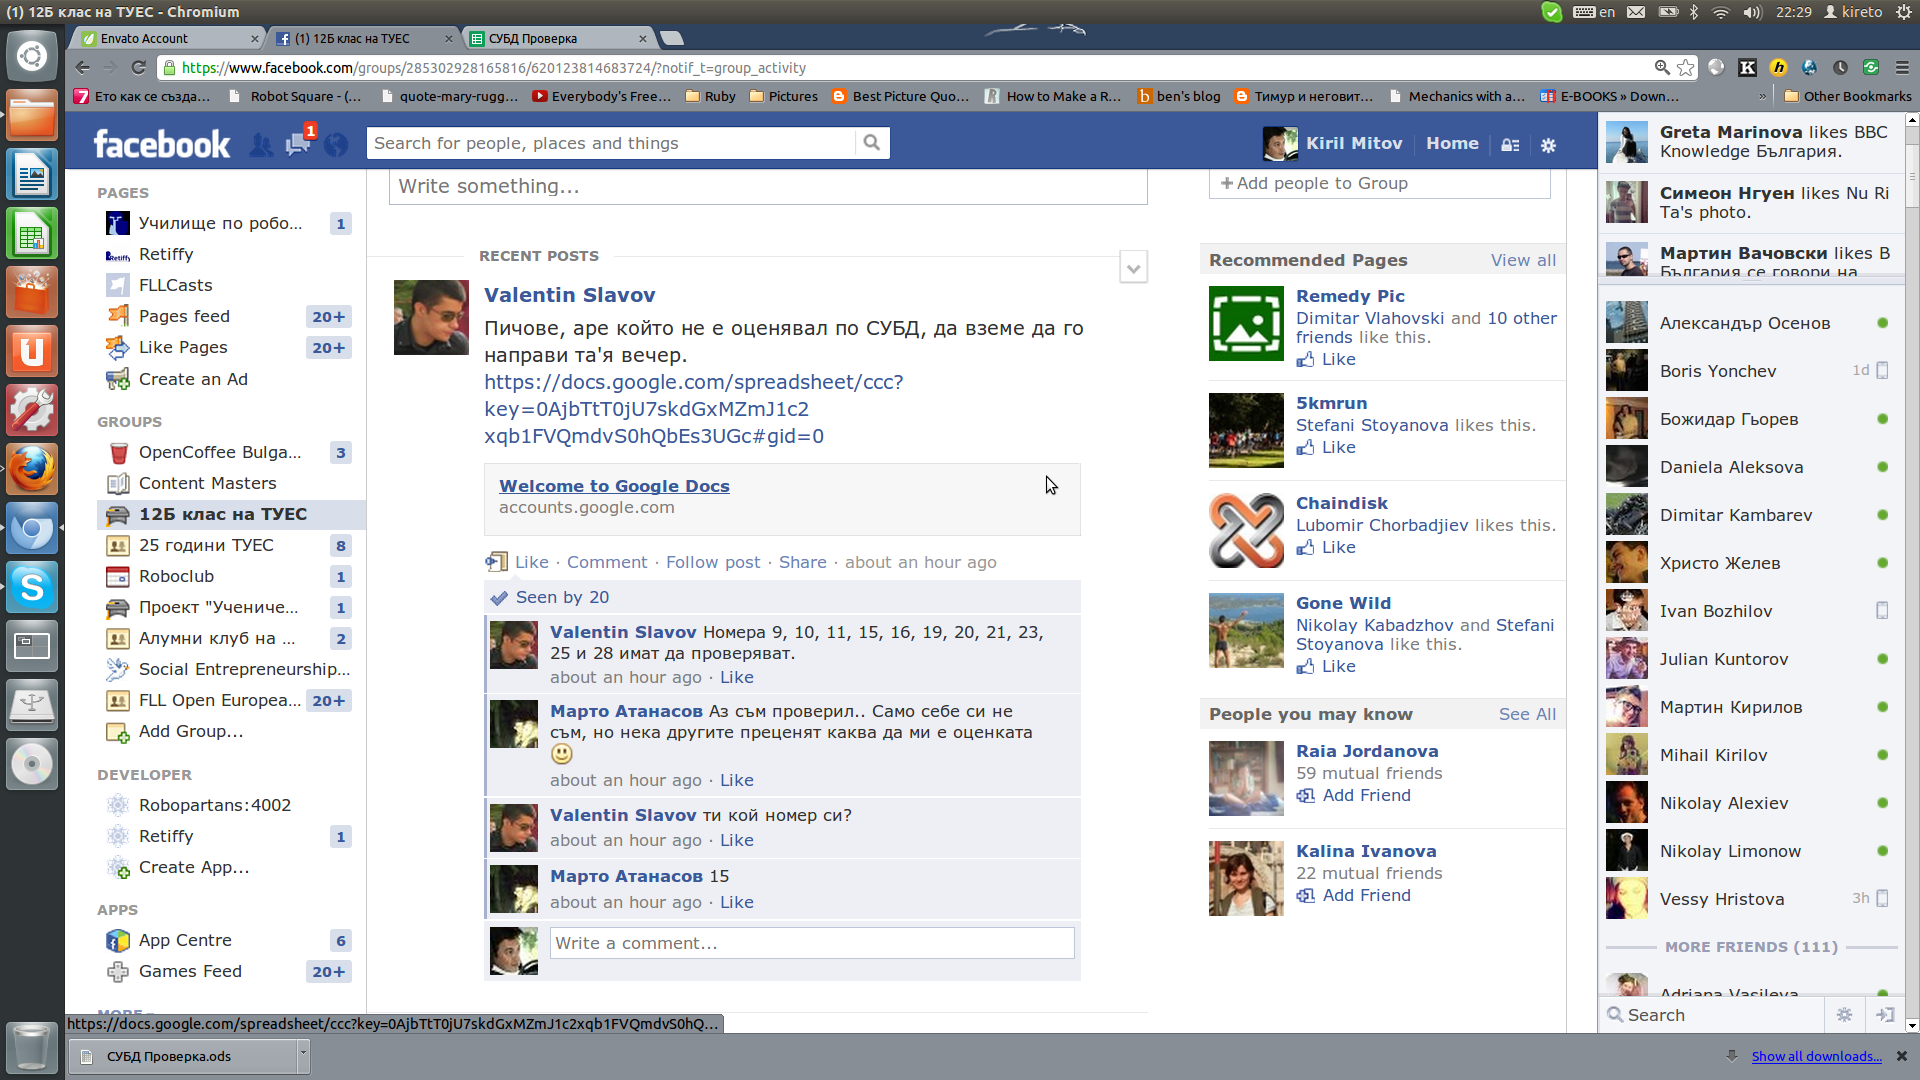 (1) 12Б клас на ТУЕС - Chromium
en
22:29
kireto
Envato Account
(1) 12Б клас на ТУЕС
СУБД Проверка
https://www.facebook.com/groups/285302928165816/620123814683724/?notif_t=group_activity
Ето как се създа...
Robot Square - (...
quote-mary-rugg...
Everybody's Free...
Ruby
Pictures
Best Picture Quo...
How to Make a R...
ben's blog
Тимур и неговит...
Mechanics with a...
E-BOOKS » Down...
»
Other Bookmarks
facebook
1
Search for people, places and things
Kiril Mitov
Home
PAGES
Училище по робо...
1
Retiffy
FLLCasts
Pages feed
20+
Like Pages
20+
Create an Ad
GROUPS
OpenCoffee Bulga...
3
Content Masters
12Б клас на ТУЕС
25 години ТУЕС
8
Roboclub
1
Проект "Учениче...
1
Алумни клуб на ...
2
Social Entrepreneurship...
FLL Open Europea...
20+
Add Group...
DEVELOPER
Robopartans:4002
Retiffy
1
Create App...
APPS
App Centre
6
Games Feed
20+
MORE
Write something...
RECENT POSTS
Valentin Slavov
Пичове, аре който не е оценявал по СУБД, да вземе да го
направи та'я вечер.
https://docs.google.com/spreadsheet/ccc?
key=0AjbTtT0jU7skdGxMZmJ1c2
xqb1FVQmdvS0hQbEs3UGc#gid=0
Welcome to Google Docs
accounts.google.com
Like · Comment · Follow post · Share · about an hour ago
Seen by 20
Valentin Slavov Номера 9, 10, 11, 15, 16, 19, 20, 21, 23,
25 и 28 имат да проверяват.
about an hour ago · Like
Марто Атанасов Аз съм проверил.. Само себе си не
съм, но нека другите преценят каква да ми е оценката
about an hour ago · Like
Valentin Slavov ти кой номер си?
about an hour ago · Like
Марто Атанасов 15
about an hour ago · Like
Write a comment...
+ Add people to Group
Recommended Pages
View all
Remedy Pic
Dimitar Vlahovski and 10 other
friends like this.
Like
5kmrun
Stefani Stoyanova likes this.
Like
Chaindisk
Lubomir Chorbadjiev likes this.
Like
Gone Wild
Nikolay Kabadzhov and Stefani
Stoyanova like this.
Like
People you may know
See All
Raia Jordanova
59 mutual friends
Add Friend
Kalina Ivanova
22 mutual friends
Add Friend
Greta Marinova likes BBC
Knowledge България.
Симеон Нгуен likes Nu Ri
Ta's photo.
Мартин Вачовски likes B
България се говори на
Александър Осенов
Boris Yonchev
1d
Божидар Гьорев
Daniela Aleksova
Dimitar Kambarev
Христо Желев
Ivan Bozhilov
Julian Kuntorov
Мартин Кирилов
Mihail Kirilov
Nikolay Alexiev
Nikolay Limonow
Vessy Hristova
3h
MORE FRIENDS (111)
Adriana Vasileva
Search
https://docs.google.com/spreadsheet/ccc?key=0AjbTtT0jU7skdGxMZmJ1c2xqb1FVQmdvS0hQ...
СУБД Проверка.ods
Show all downloads...